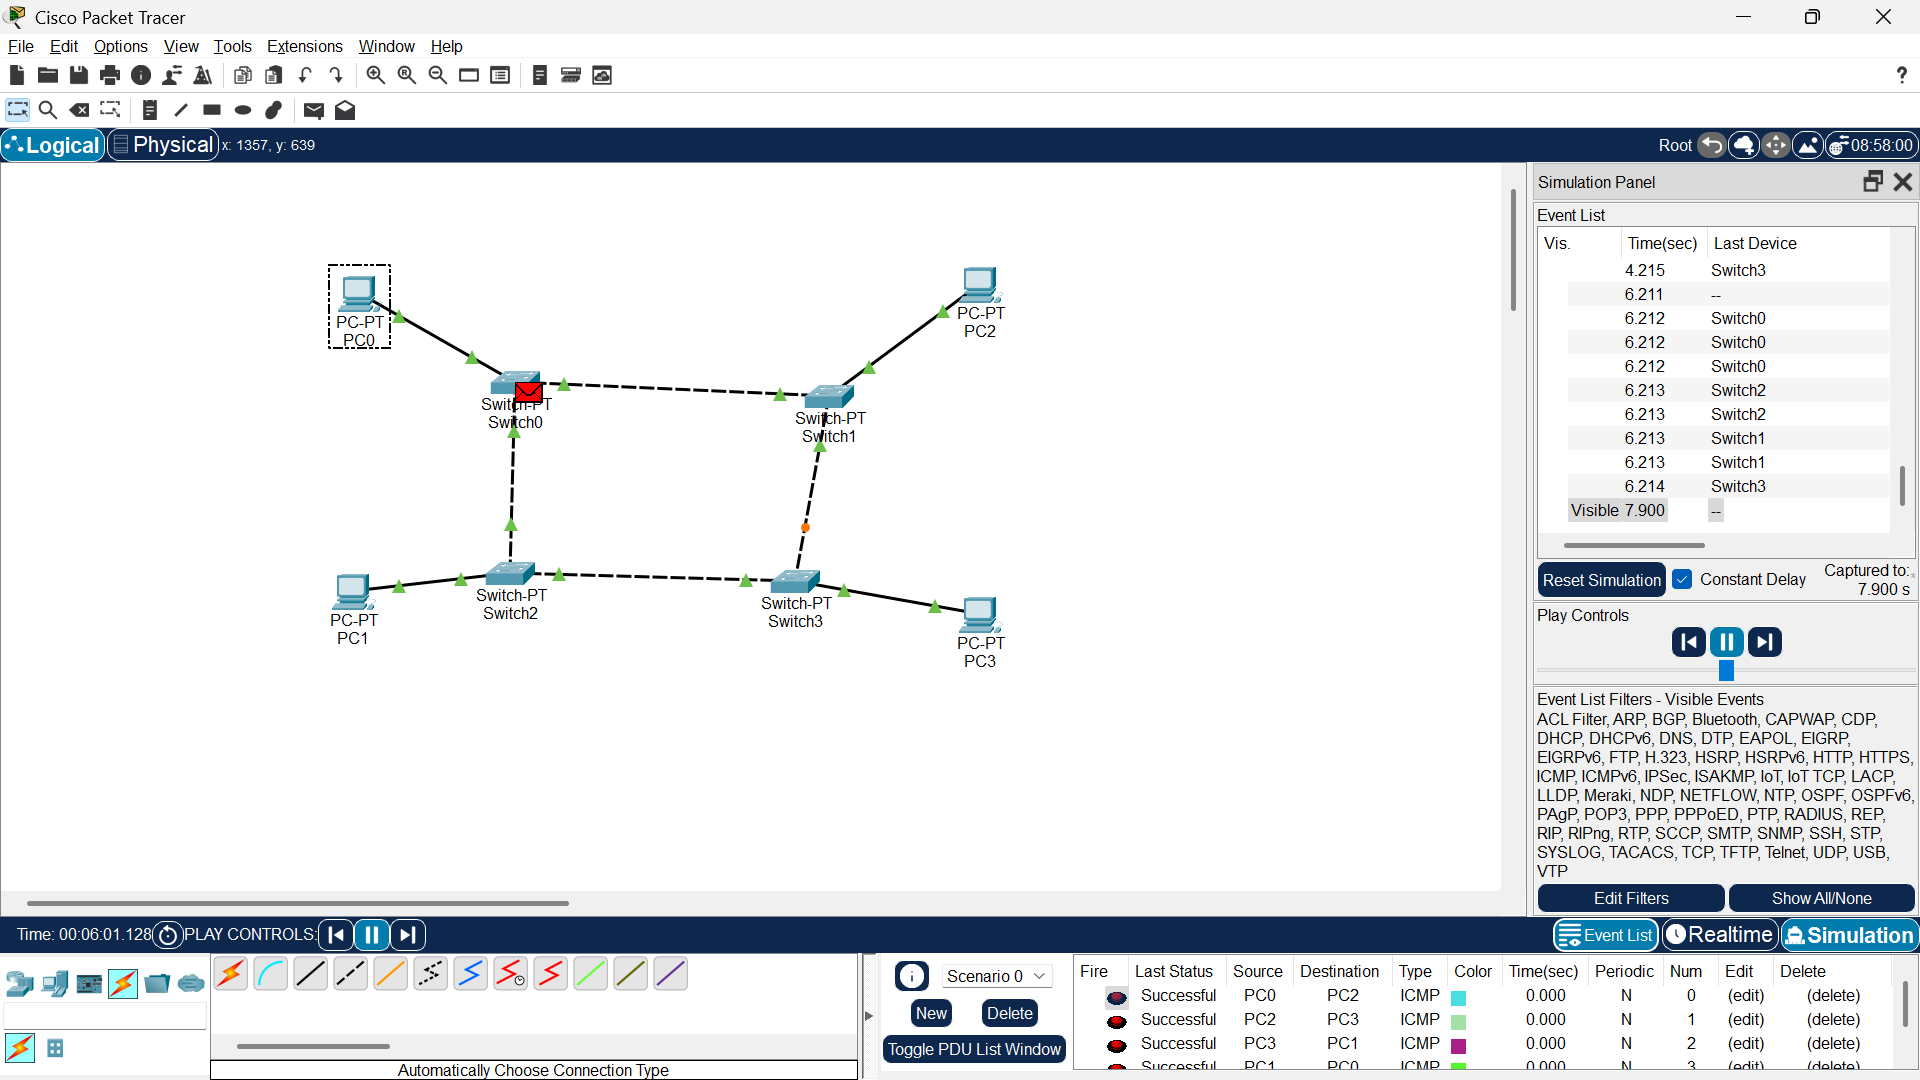 Cisco Packet Tracer
File Edit Options View Tools Extensions Window Help
?
Logical Physical x: 1357, y: 639 Root 08:58:00
PC-PT
PC0
PC-PT
PC2
Switch-PT
Switch0
Switch-PT
Switch1
Switch-PT
Switch2
Switch-PT
Switch3
PC-PT
PC1
PC-PT
PC3
Simulation Panel
Event List
Vis. Time(sec) Last Device
4.215 Switch3
6.211 --
6.212 Switch0
6.212 Switch0
6.212 Switch0
6.213 Switch2
6.213 Switch2
6.213 Switch1
6.213 Switch1
6.214 Switch3
Visible 7.900 --
Reset Simulation Constant Delay Captured to:
7.900 s
Play Controls
Event List Filters - Visible Events
ACL Filter, ARP, BGP, Bluetooth, CAPWAP, CDP,
DHCP, DHCPv6, DNS, DTP, EAPOL, EIGRP,
EIGRPv6, FTP, H.323, HSRP, HSRPv6, HTTP, HTTPS,
ICMP, ICMPv6, IPSec, ISAKMP, IoT, IoT TCP, LACP,
LLDP, Meraki, NDP, NETFLOW, NTP, OSPF, OSPFv6,
PAgP, POP3, PPP, PPPoED, PTP, RADIUS, REP,
RIP, RIPng, RTP, SCCP, SMTP, SNMP, SSH, STP,
SYSLOG, TACACS, TCP, TFTP, Telnet, UDP, USB,
VTP
Edit Filters Show All/None
Time: 00:06:01.128 PLAY CONTROLS: Event List Realtime Simulation
Automatically Choose Connection Type
Scenario 0
New Delete
Toggle PDU List Window
Fire Last Status Source Destination Type Color Time(sec) Periodic Num Edit Delete
Successful PC0 PC2 ICMP 0.000 N 0 (edit) (delete)
Successful PC2 PC3 ICMP 0.000 N 1 (edit) (delete)
Successful PC3 PC1 ICMP 0.000 N 2 (edit) (delete)
Successful PC1 PC0 ICMP 0.000 N 3 (edit) (delete)